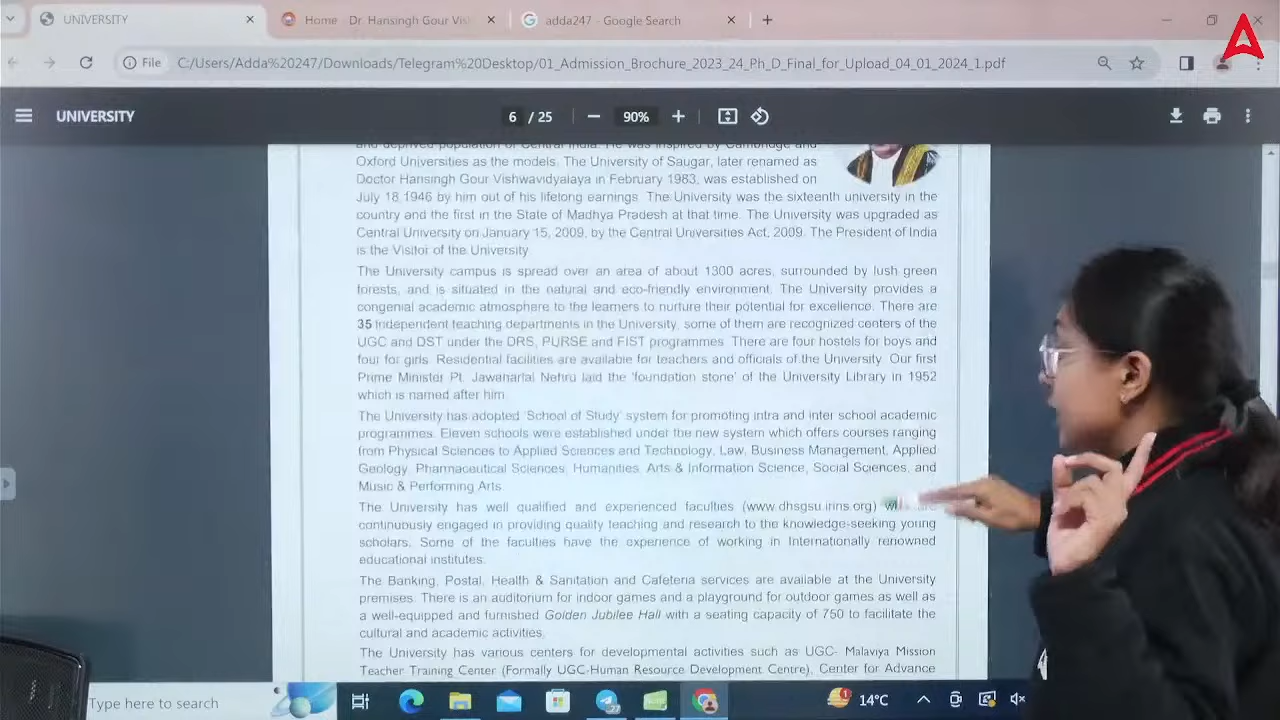 UNIVERSITY
Home - Dr. Harisingh Gour Vis
adda247 - Google Search
File C:/Users/Adda%20247/Downloads/Telegram%20Desktop/01_Admission_Brochure_2023_24_Ph_D_Final_for_Upload_04_01_2024_1.pdf
UNIVERSITY 6 / 25 90%
and deprived population of Central India. He was inspired by Cambridge and
Oxford Universities as the models. The University of Saugar, later renamed as
Doctor Harisingh Gour Vishwavidyalaya in February 1983, was established on
July 18,1946 by him out of his lifelong earnings. The University was the sixteenth university in the
country and the first in the State of Madhya Pradesh at that time. The University was upgraded as
Central University on January 15, 2009, by the Central Universities Act, 2009. The President of India
is the Visitor of the University.
The University campus is spread over an area of about 1300 acres, surrounded by lush green
forests, and is situated in the natural and eco-friendly environment. The University provides a
congenial academic atmosphere to the learners to nurture their potential for excellence. There are
35 independent teaching departments in the University, some of them are recognized centers of the
UGC and DST under the DRS, PURSE and FIST programmes. There are four hostels for boys and
four for girls. Residential facilities are available for teachers and officials of the University. Our first
Prime Minister Pt. Jawaharlal Nehru laid the 'foundation stone' of the University Library in 1952
which is named after him.
The University has adopted 'School of Study' system for promoting intra and inter school academic
programmes. Eleven schools were established under the new system which offers courses ranging
from Physical Sciences to Applied Sciences and Technology, Law, Business Management, Applied
Geology, Pharmaceutical Sciences, Humanities, Arts & Information Science, Social Sciences, and
Music & Performing Arts.
The University has well qualified and experienced faculties (www.dhsgsu.irins.org)
continuously engaged in providing quality teaching and research to the knowledge-seeking young
scholars. Some of the faculties have the experience of working in Internationally renowned
educational institutes.
The Banking, Postal, Health & Sanitation and Cafeteria services are available at the University
premises. There is an auditorium for indoor games and a playground for outdoor games as well as
a well-equipped and furnished Golden Jubilee Hall with a seating capacity of 750 to facilitate the
cultural and academic activities.
The University has various centers for developmental activities such as UGC- Malaviya Mission
Teacher Training Center (Formally UGC-Human Resource Development Centre), Center for Advance
Type here to search
14°C